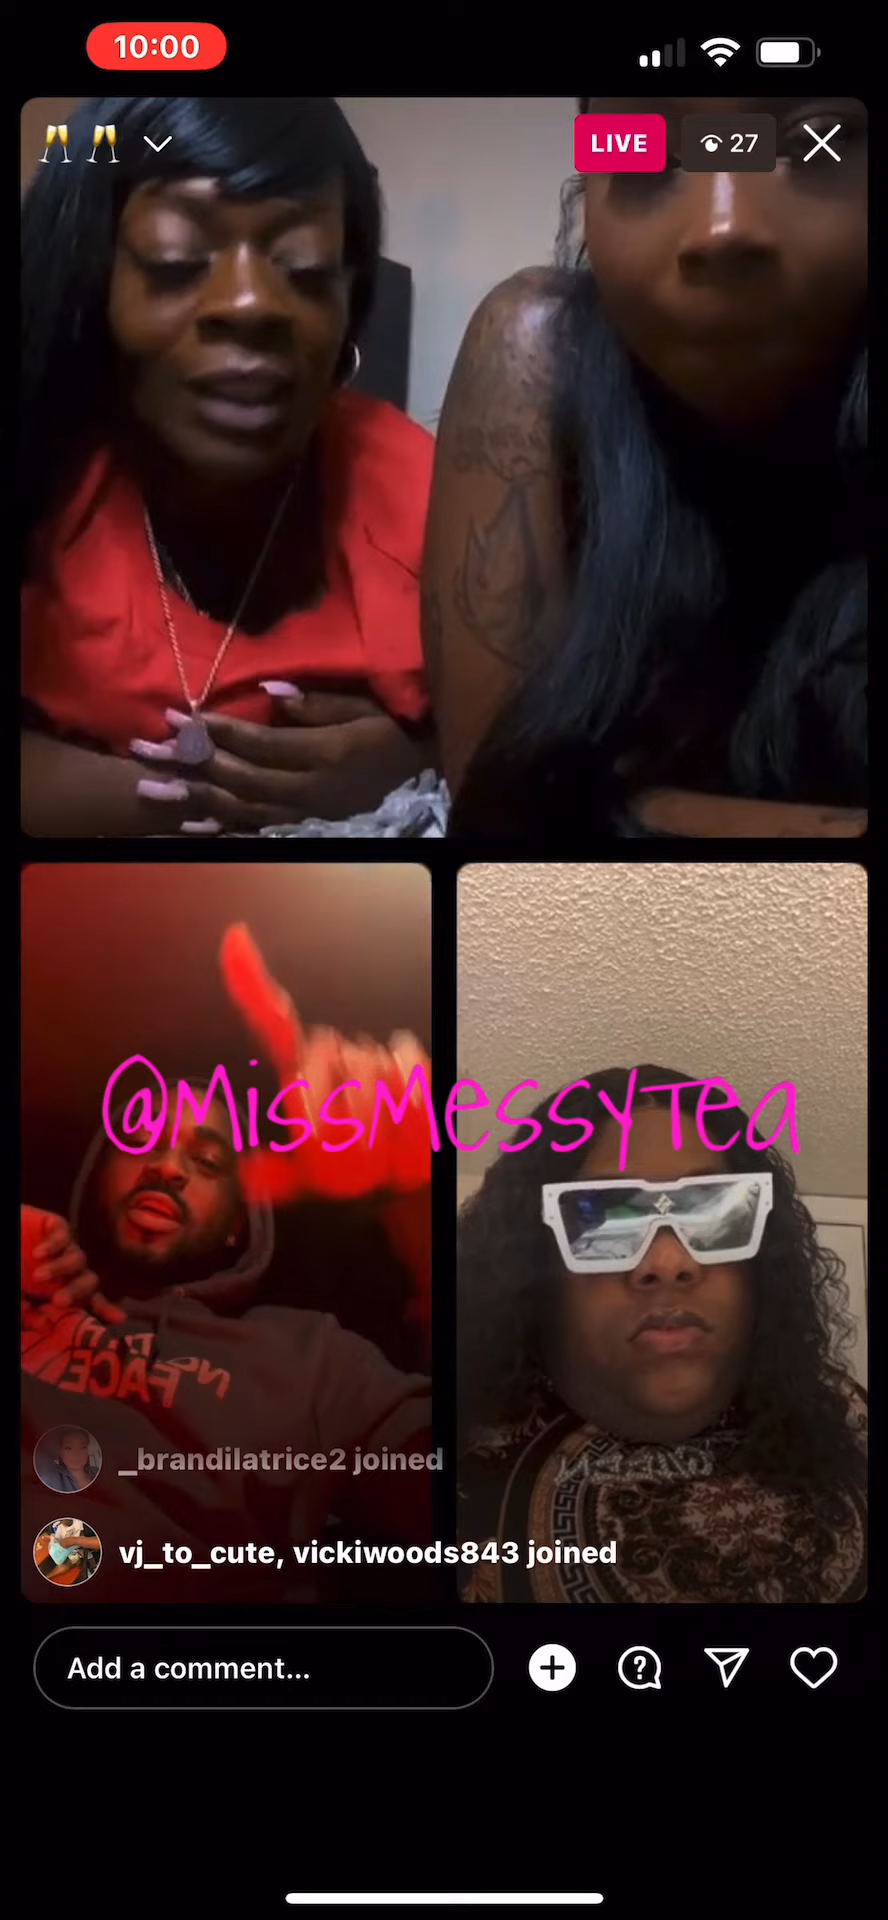 10:00
🥂 🥂
LIVE
27
@MissMessyTea
_brandilatrice2 joined
vj_to_cute, vickiwoods843 joined
Add a comment...